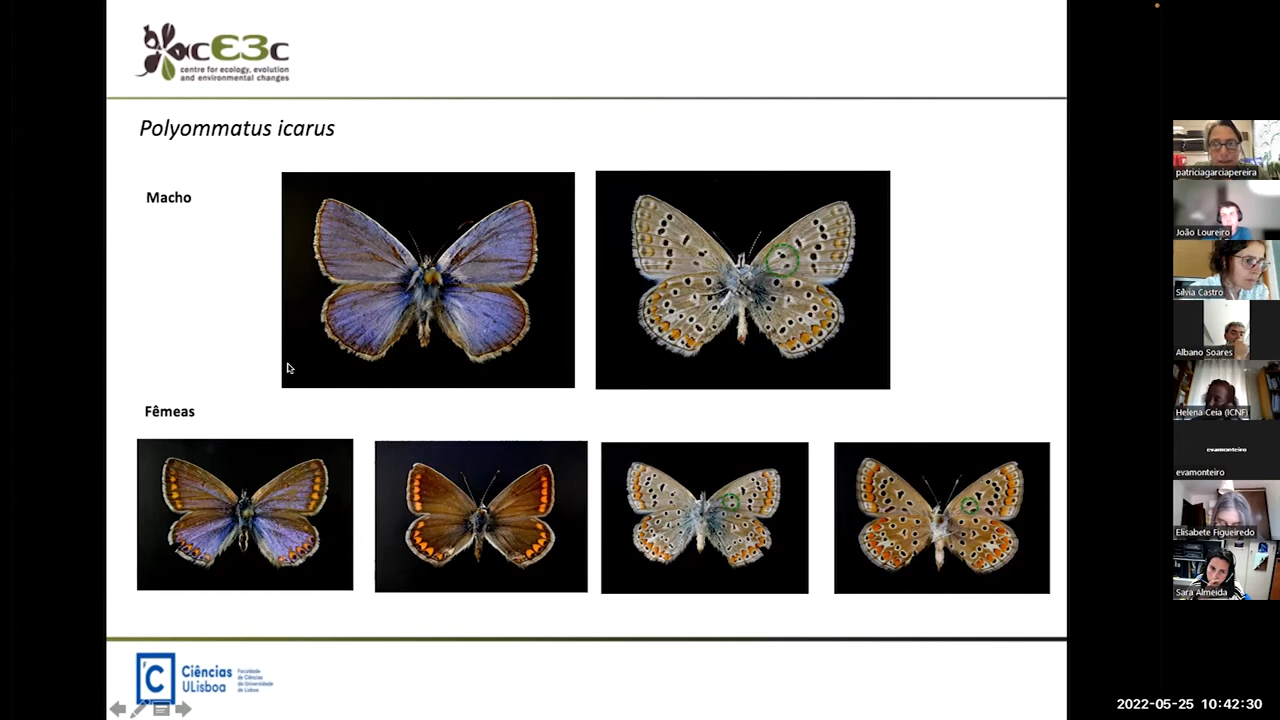 cE3c
centre for ecology, evolution
and environmental changes
Polyommatus icarus
Macho
Fêmeas
Ciências
ULisboa
Faculdade
de Ciências
da Universidade
de Lisboa
patriciagarciapereira
João Loureiro
Sílvia Castro
Albano Soares
Helena Ceia (ICNF)
evamonteiro
evamonteiro
Elisabete Figueiredo
Sara Almeida
2022-05-25 10:42:30